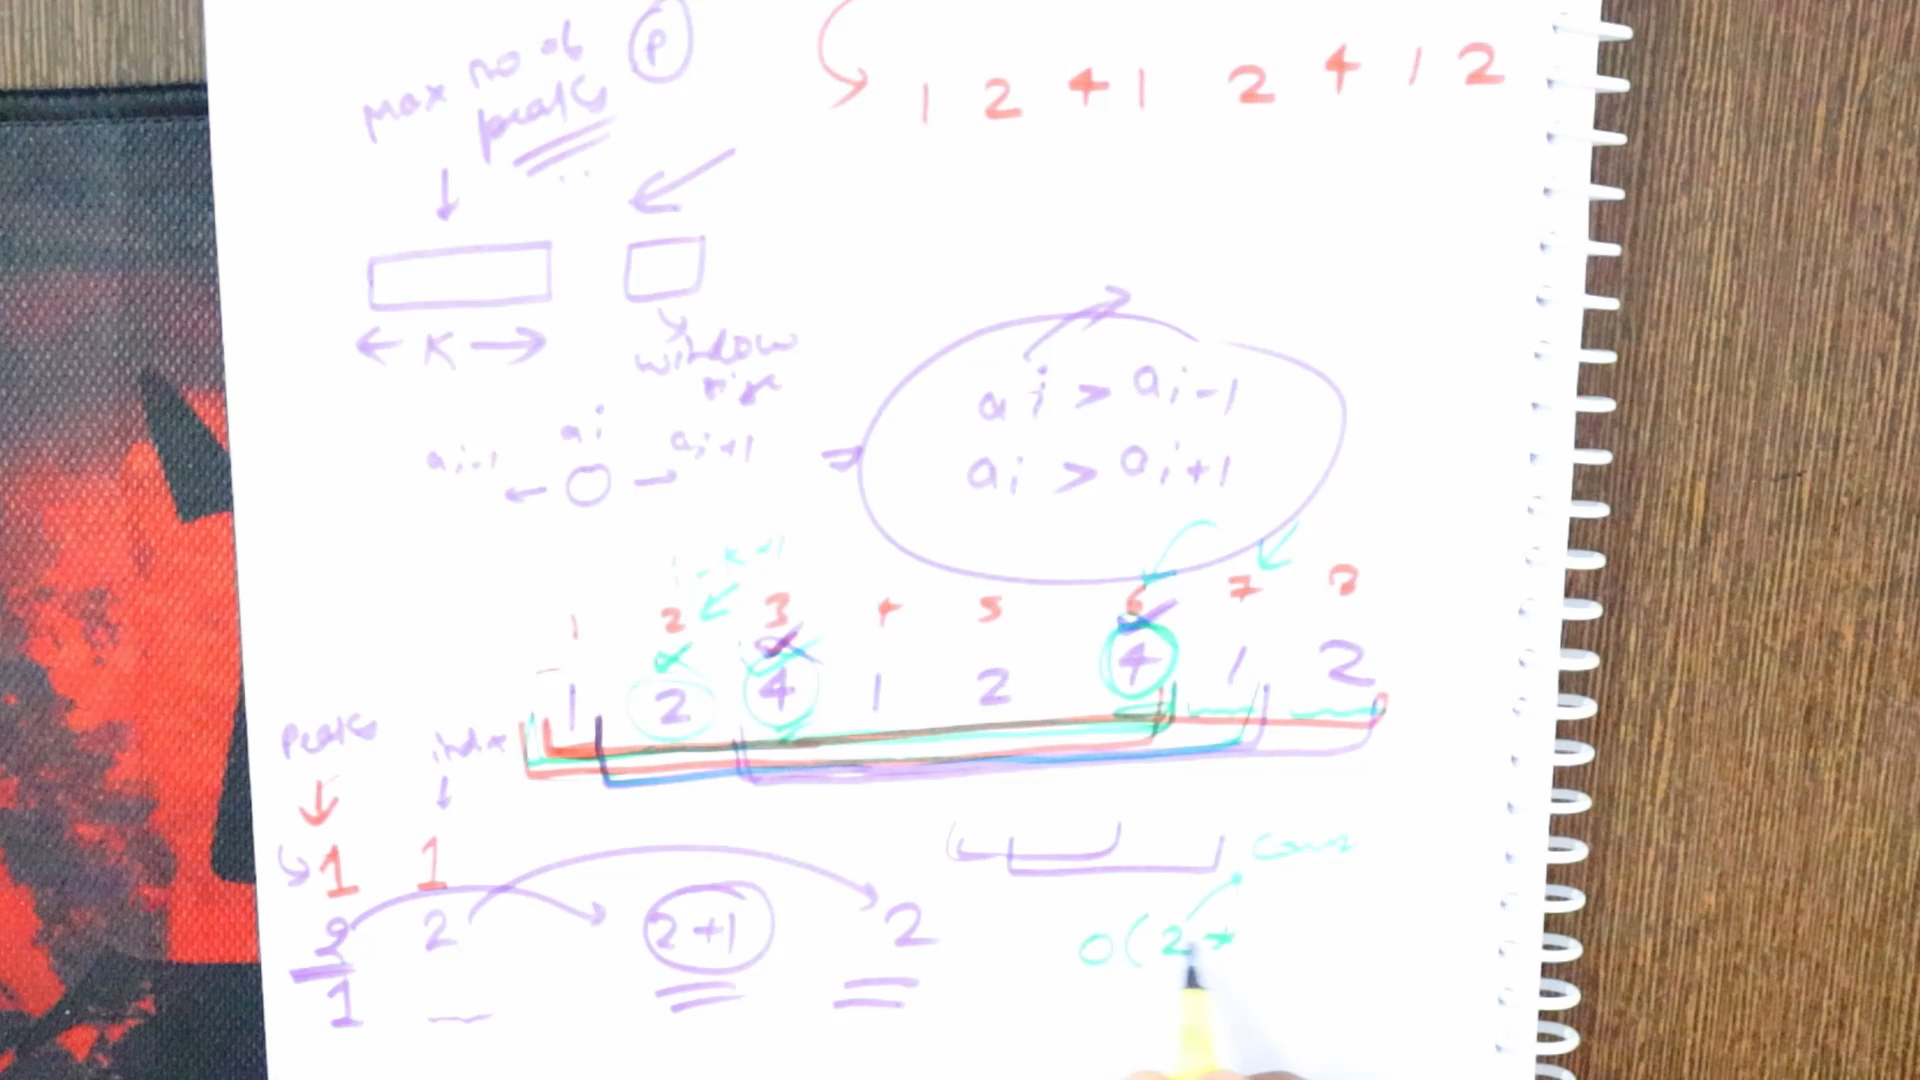 max no of
peaks
P
1 2 4 1 2 4 1 2
K
window
size
ai-1 ai ai+1
ai > ai-1
ai > ai+1
i-k+1
1 2 3 4 5 6 7 8
1 2 4 1 2 4 1 2
Peaks index
1 1
2 2 2+1 2
1
O(2*